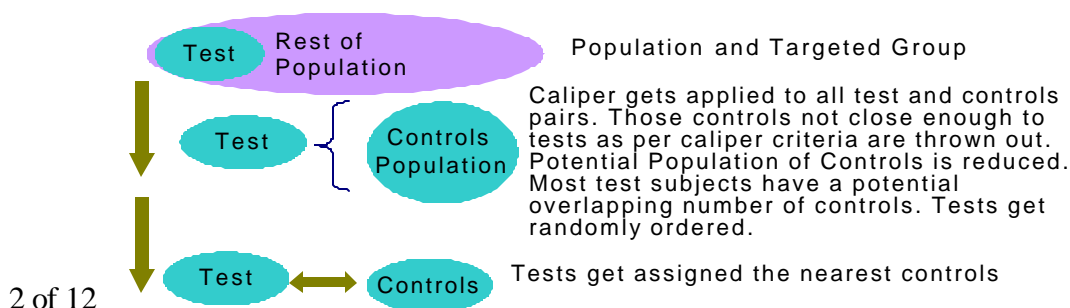 Test
Rest of
Population
Population and Targeted Group
Test
Controls
Population
Caliper gets applied to all test and controls
pairs. Those controls not close enough to
tests as per caliper criteria are thrown out.
Potential Population of Controls is reduced.
Most test subjects have a potential
overlapping number of controls. Tests get
randomly ordered.
Test
Controls
Tests get assigned the nearest controls
2 of 12